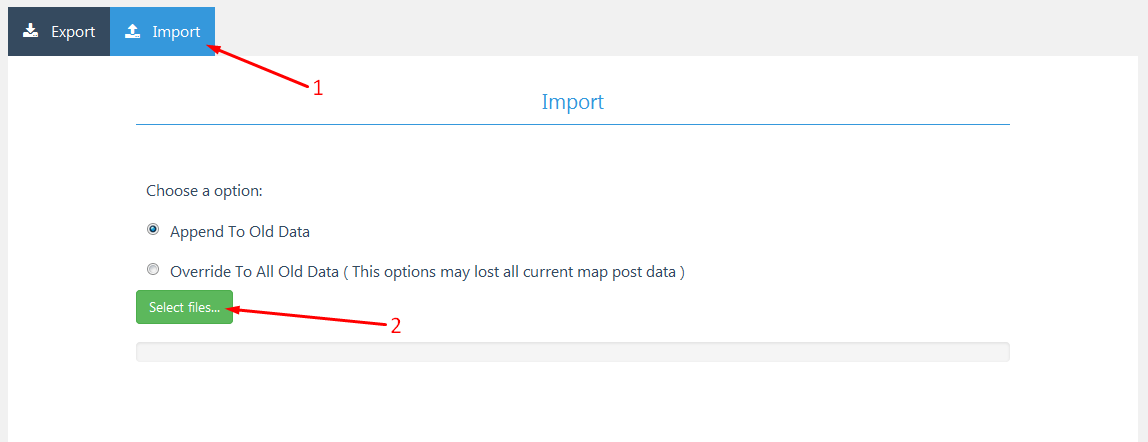 Export Import
1
Import
Choose a option:
Append To Old Data
Override To All Old Data ( This options may lost all current map post data )
Select files...
2